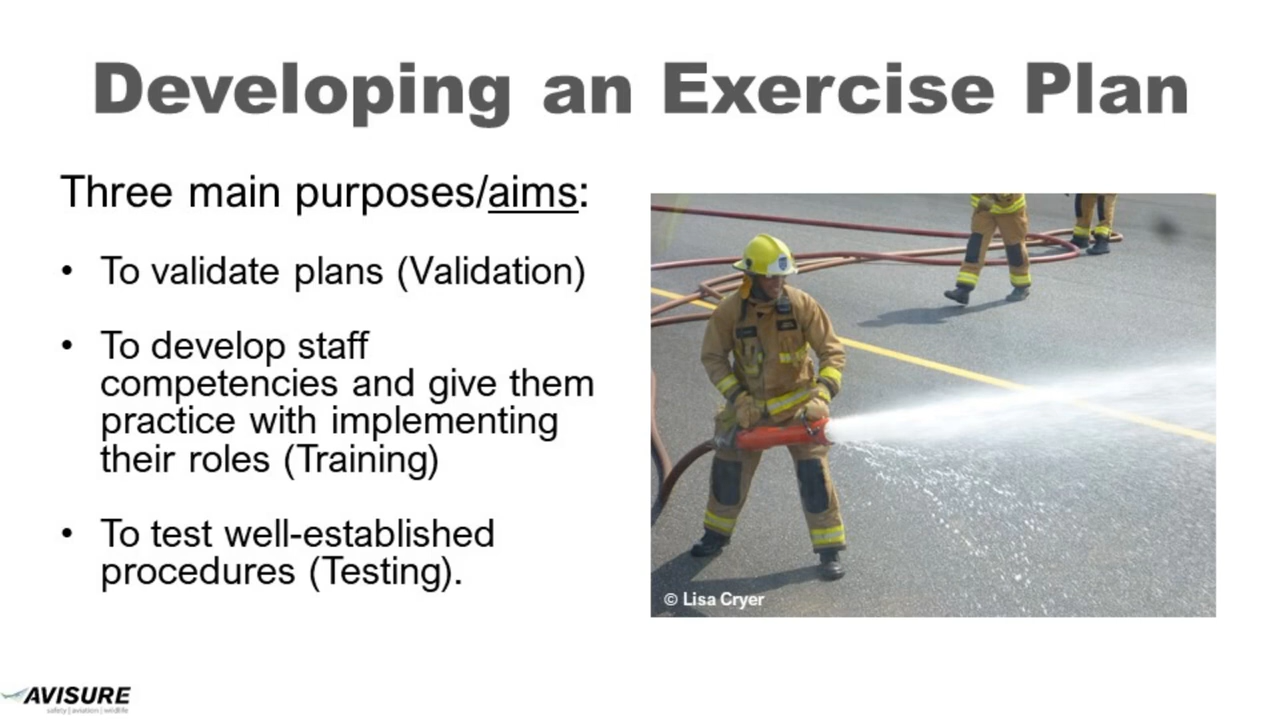 Developing an Exercise Plan
Three main purposes/aims:
• To validate plans (Validation)
• To develop staff
competencies and give them
practice with implementing
their roles (Training)
• To test well-established
procedures (Testing).
© Lisa Cryer
AVISURE
safety | aviation | wildlife